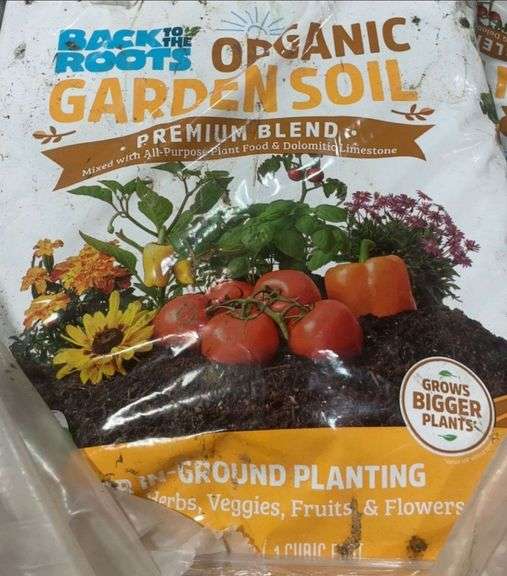 BACK TO THE ROOTS
ORGANIC
GARDEN SOIL
PREMIUM BLEND
Mixed with All-Purpose Plant Food & Dolomitic Limestone
GROWS
BIGGER
PLANTS
IN-GROUND PLANTING
Herbs, Veggies, Fruits, & Flowers
1 CUBIC